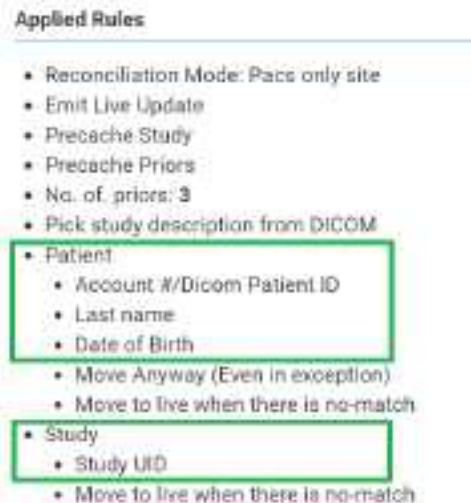 Applied Rules
Reconciliation Mode: Pacs only site
Emit Live Update
Precache Study
Precache Priors
No. of. priors: 3
Pick study description from DICOM
Patient
Account #/Dicom Patient ID
Last name
Date of Birth
Move Anyway (Even in exception)
Move to live when there is no-match
Study
Study UID
Move to live when there is no-match